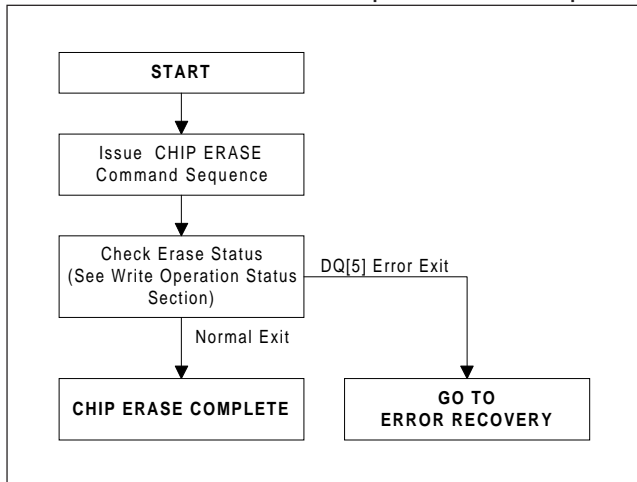 START
Issue CHIP ERASE
Command Sequence
Check Erase Status
(See Write Operation Status
Section)
DQ[5] Error Exit
Normal Exit
CHIP ERASE COMPLETE
GO TO
ERROR RECOVERY